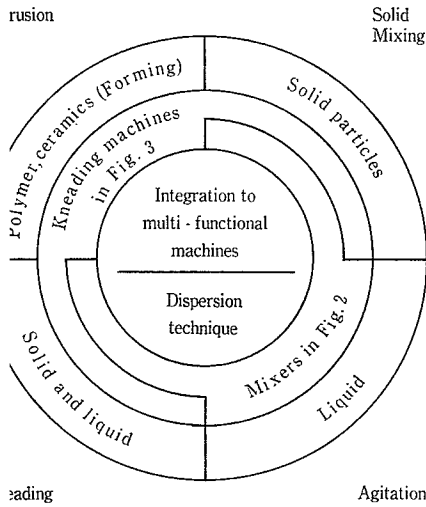 rusion
Solid
Mixing
Polymer, ceramics (Forming)
Solid particles
Kneading machines
in Fig. 3
Integration to
multi - functional
machines
Dispersion
technique
Mixers in Fig. 2
Solid and liquid
Liquid
eading
Agitation